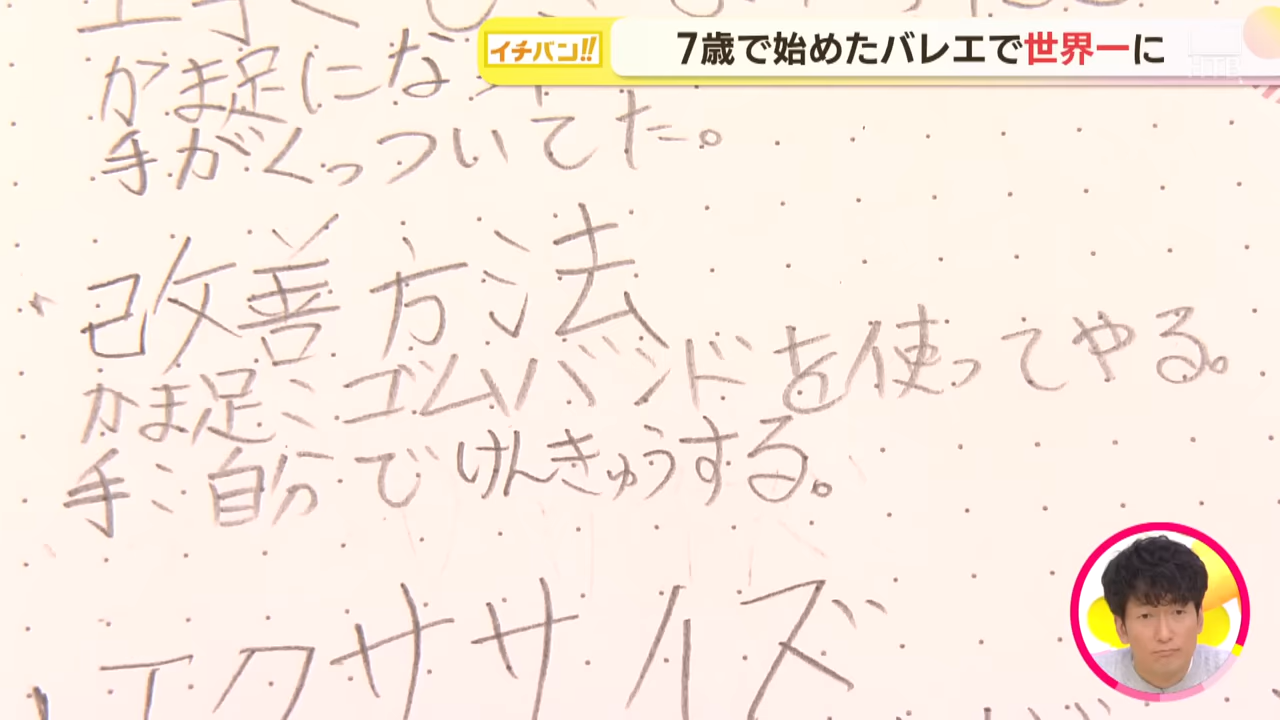 イチバン!!
7歳で始めたバレエで世界一に
HTB
かま足にな
手がくっついてた。
改善方法
かま足:ゴムバンドを使ってやる。
手:自分でけんきゅうする。
エクササイズ